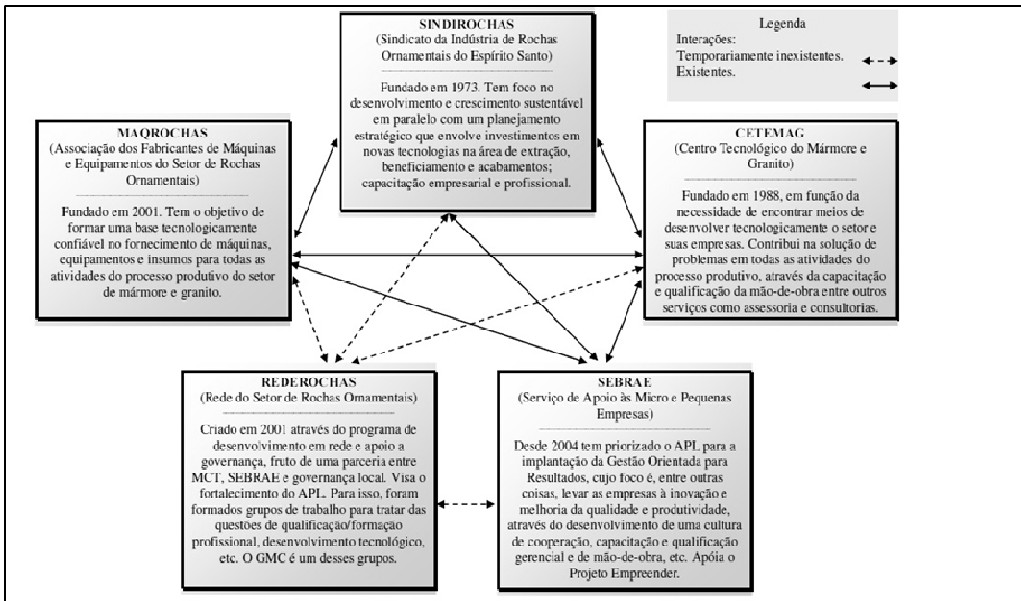 SINDIROCHAS
(Sindicato da Indústria de Rochas
Ornamentais do Espírito Santo)
Fundado em 1973. Tem foco no
desenvolvimento e crescimento sustentável
em paralelo com um planejamento
estratégico que envolve investimentos em
novas tecnologias na área de extração,
beneficiamento e acabamentos;
capacitação empresarial e profissional.
Legenda
Interações:
Temporariamente inexistentes.
Existentes.
MAQROCHAS
(Associação dos Fabricantes de Máquinas
e Equipamentos do Setor de Rochas
Ornamentais)
Fundado em 2001. Tem o objetivo de
formar uma base tecnologicamente
confiável no fornecimento de máquinas,
equipamentos e insumos para todas as
atividades do processo produtivo do setor
de mármore e granito.
CETEMAG
(Centro Tecnológico do Mármore e
Granito)
Fundado em 1988, em função da
necessidade de encontrar meios de
desenvolver tecnologicamente o setor e
suas empresas. Contribui na solução de
problemas em todas as atividades do
processo produtivo, através da capacitação
e qualificação da mão-de-obra entre outros
serviços como assessoria e consultorias.
REDEROCHAS
(Rede do Setor de Rochas Ornamentais)
Criado em 2001 através do programa de
desenvolvimento em rede e apoio a
governança, fruto de uma parceria entre
MCT, SEBRAE e governança local. Visa o
fortalecimento do APL. Para isso, foram
formados grupos de trabalho para tratar das
questões de qualificação/formação
profissional, desenvolvimento tecnológico,
etc. O GMC é um desses grupos.
SEBRAE
(Serviço de Apoio às Micro e Pequenas
Empresas)
Desde 2004 tem priorizado o APL para a
implantação da Gestão Orientada para
Resultados, cujo foco é, entre outras
coisas, levar as empresas à inovação e
melhoria da qualidade e produtividade,
através do desenvolvimento de uma cultura
de cooperação, capacitação e qualificação
gerencial e de mão-de-obra, etc. Apóia o
Projeto Empreender.